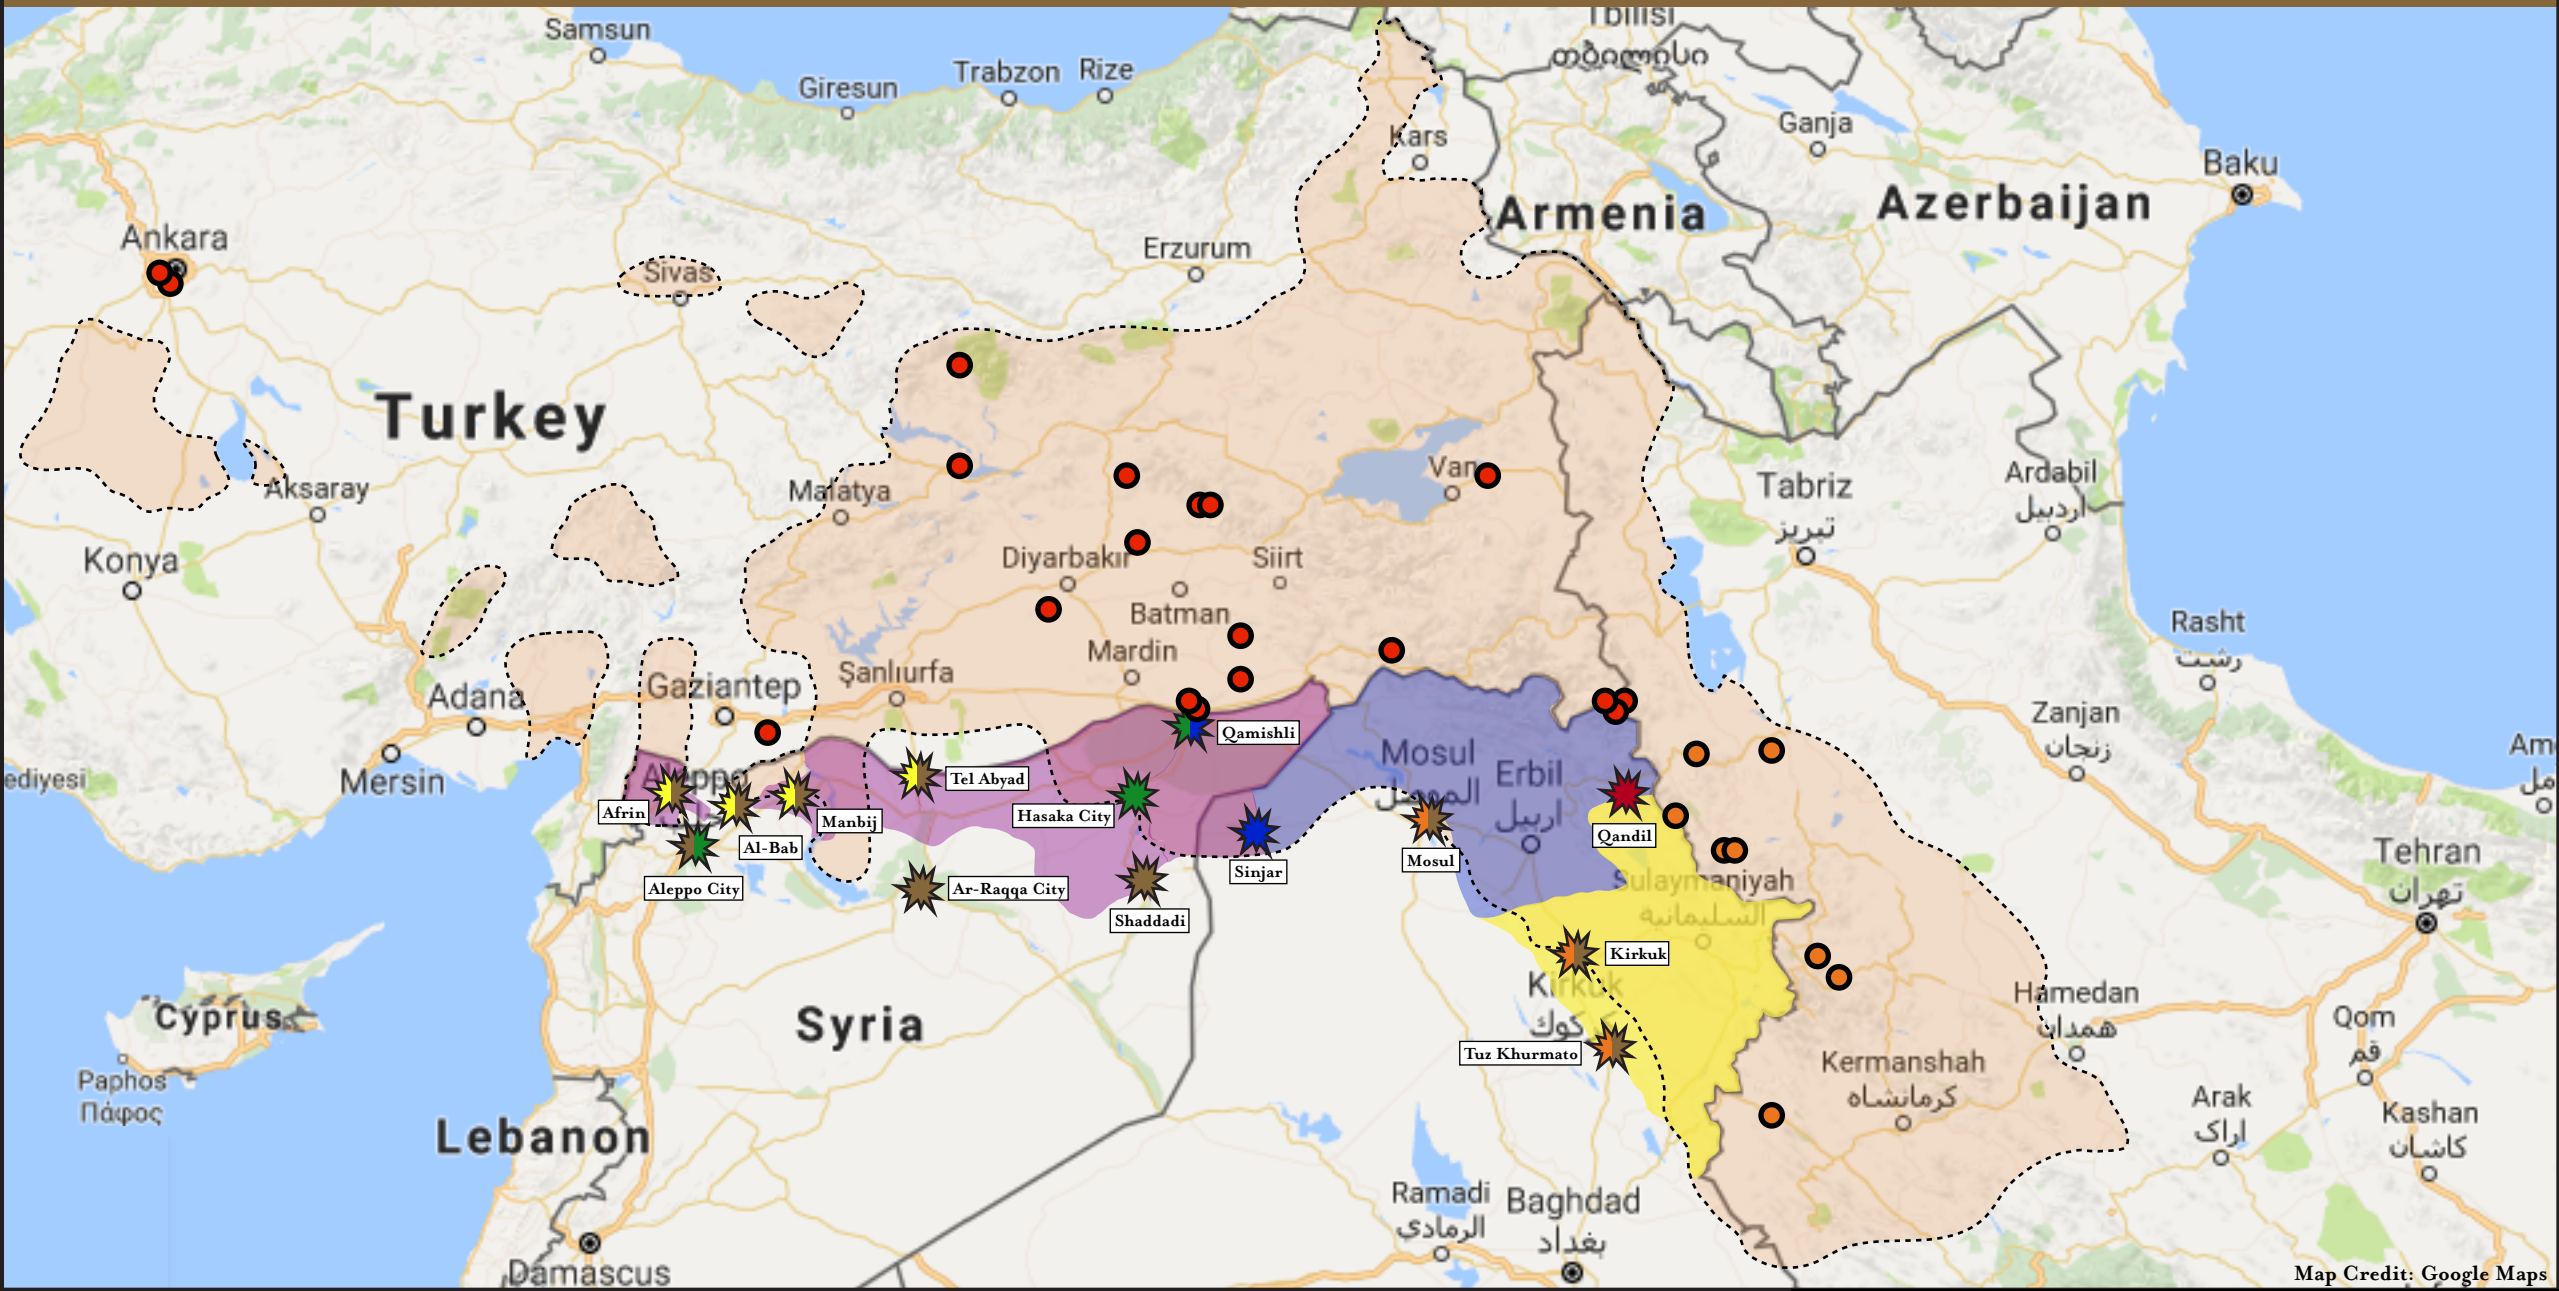 Samsun
Tbilisi
თბილისი
Giresun
Trabzon
Rize
Kars
Ganja
Baku
Ankara
Sivas
Erzurum
Armenia
Azerbaijan
Turkey
Aksaray
Malatya
Van
Tabriz
تبریز
Ardabil
اردبیل
Konya
Diyarbakır
Siirt
Batman
Mardin
Rasht
رشت
Şanlıurfa
Gaziantep
Adana
Mersin
ediyesi
Zanjan
زنجان
Qamishli
Aleppo
Tel Abyad
Mosul
الموصل
Erbil
اربيل
Afrin
Manbij
Hasaka City
Al-Bab
Qandil
Mosul
Sinjar
Aleppo City
Ar-Raqqa City
Shaddadi
Sulaymaniyah
السليمانية
Tehran
تهران
Kirkuk
Kirkuk
كركوك
Tuz Khurmato
Hamedan
همدان
Qom
قم
Cyprus
Syria
Paphos
Πάφος
Kermanshah
کرمانشاه
Arak
اراک
Kashan
کاشان
Lebanon
Ramadi
الرمادي
Baghdad
بغداد
Damascus
Map Credit: Google Maps